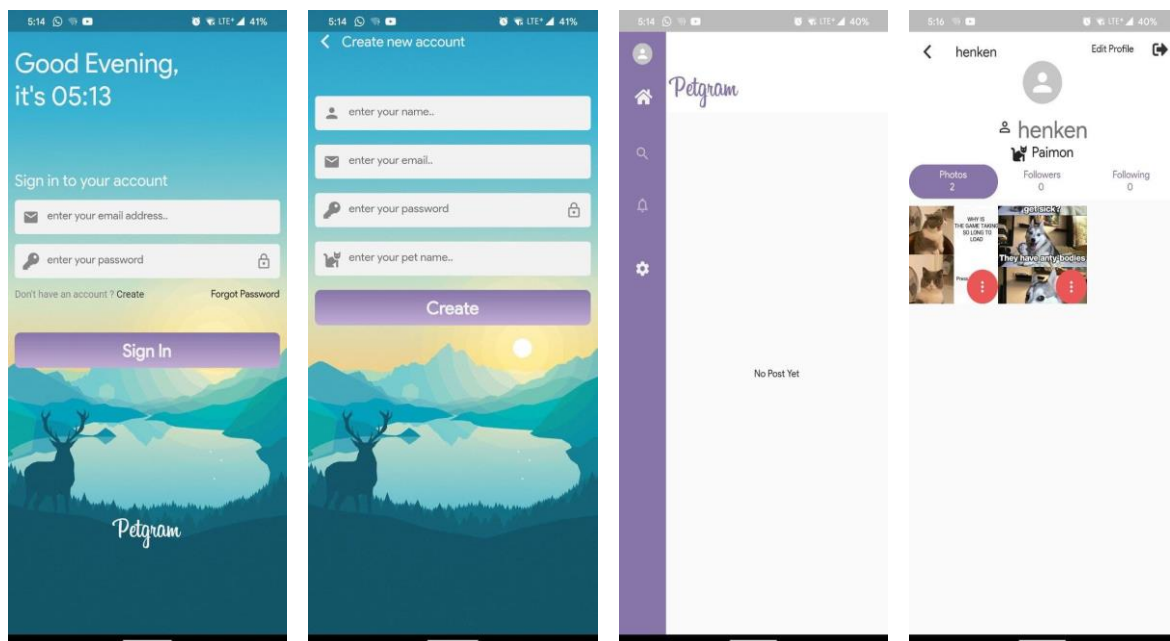 5:14
LTE+ 41%
Good Evening,
it's 05:13
Sign in to your account
enter your email address..
enter your password
Don't have an account ? Create
Forgot Password
Sign In
Petgram
5:14
LTE+ 41%
Create new account
enter your name..
enter your email..
enter your password
enter your pet name..
Create
5:14
LTE+ 40%
Petgram
No Post Yet
5:16
LTE+ 40%
henken
Edit Profile
henken
Paimon
Photos
2
Followers
0
Following
0
WHY IS
THE GAME TAKING
SO LONG TO
LOAD
get sick?
They have anty-bodies